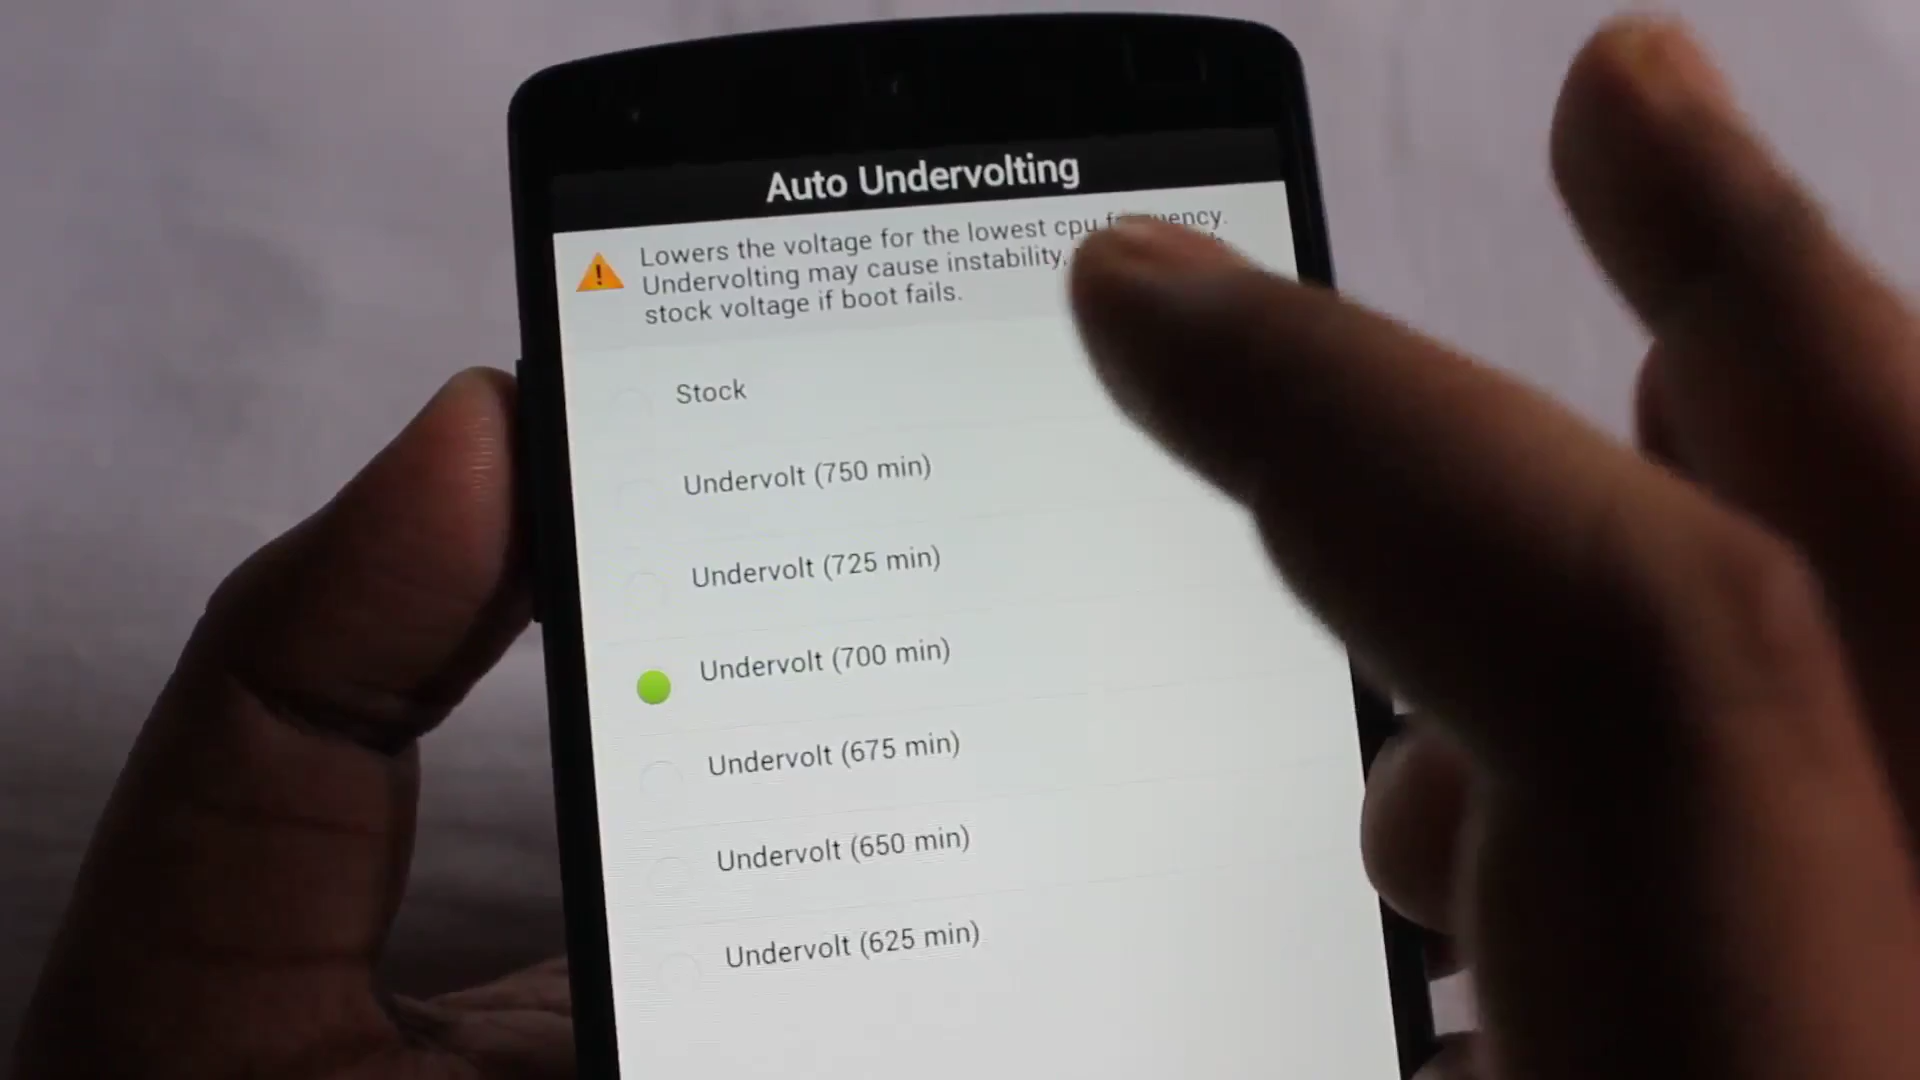 Auto Undervolting
Lowers the voltage for the lowest cpu frequency.
Undervolting may cause instability,
stock voltage if boot fails.
Stock
Undervolt (750 min)
Undervolt (725 min)
Undervolt (700 min)
Undervolt (675 min)
Undervolt (650 min)
Undervolt (625 min)